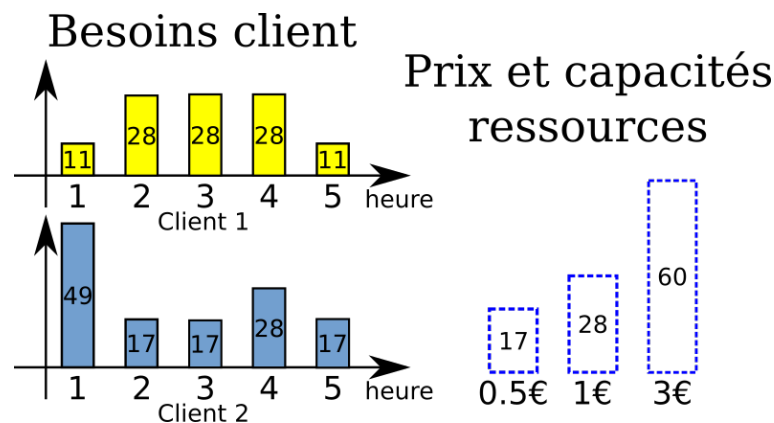 Besoins client
11 28 28 28 11
1 2 3 4 5 heure
Client 1
49 17 17 28 17
1 2 3 4 5 heure
Client 2
Prix et capacités
ressources
17 28 60
0.5€ 1€ 3€